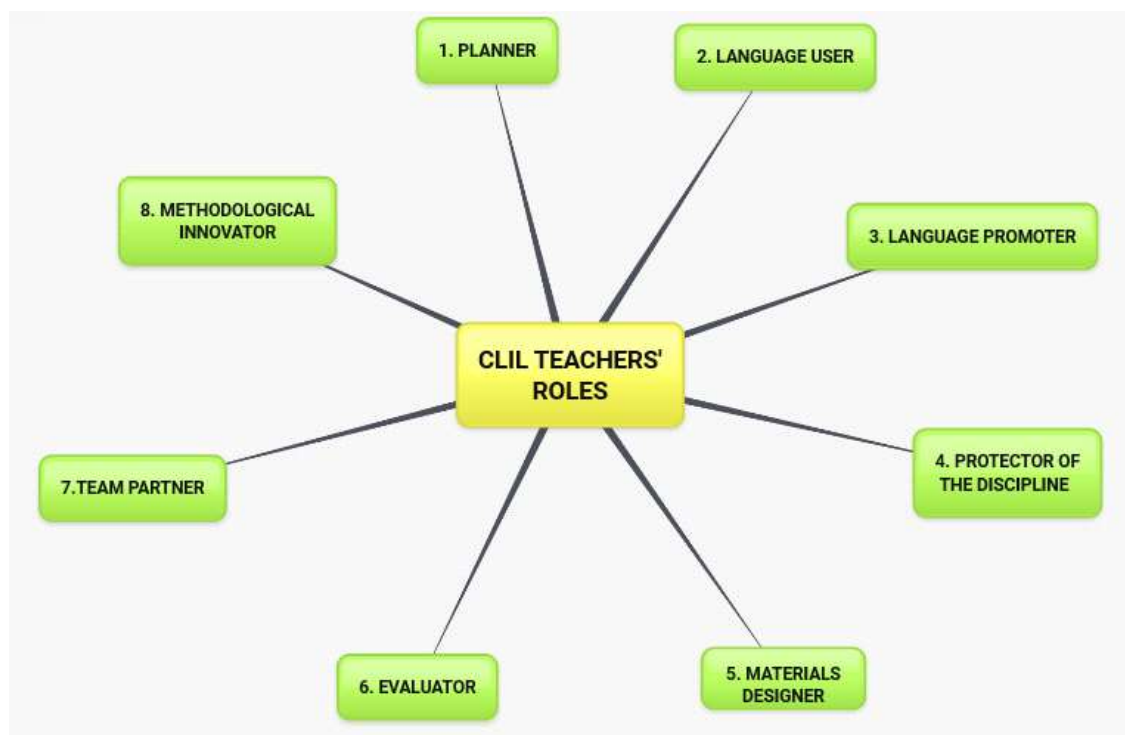 CLIL TEACHERS'
ROLES
1. PLANNER
2. LANGUAGE USER
3. LANGUAGE PROMOTER
4. PROTECTOR OF
THE DISCIPLINE
5. MATERIALS
DESIGNER
6. EVALUATOR
7.TEAM PARTNER
8. METHODOLOGICAL
INNOVATOR